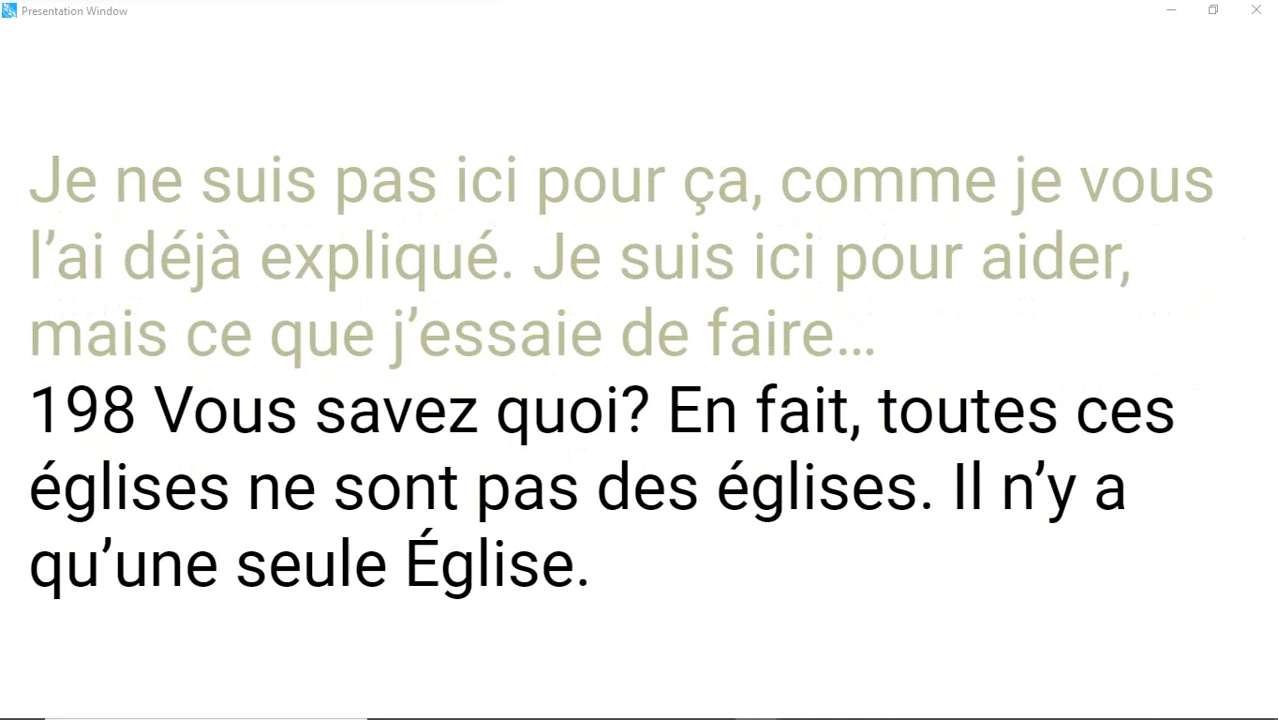 Presentation Window
Je ne suis pas ici pour ça, comme je vous
l’ai déjà expliqué. Je suis ici pour aider,
mais ce que j’essaie de faire…
198 Vous savez quoi? En fait, toutes ces
églises ne sont pas des églises. Il n’y a
qu’une seule Église.